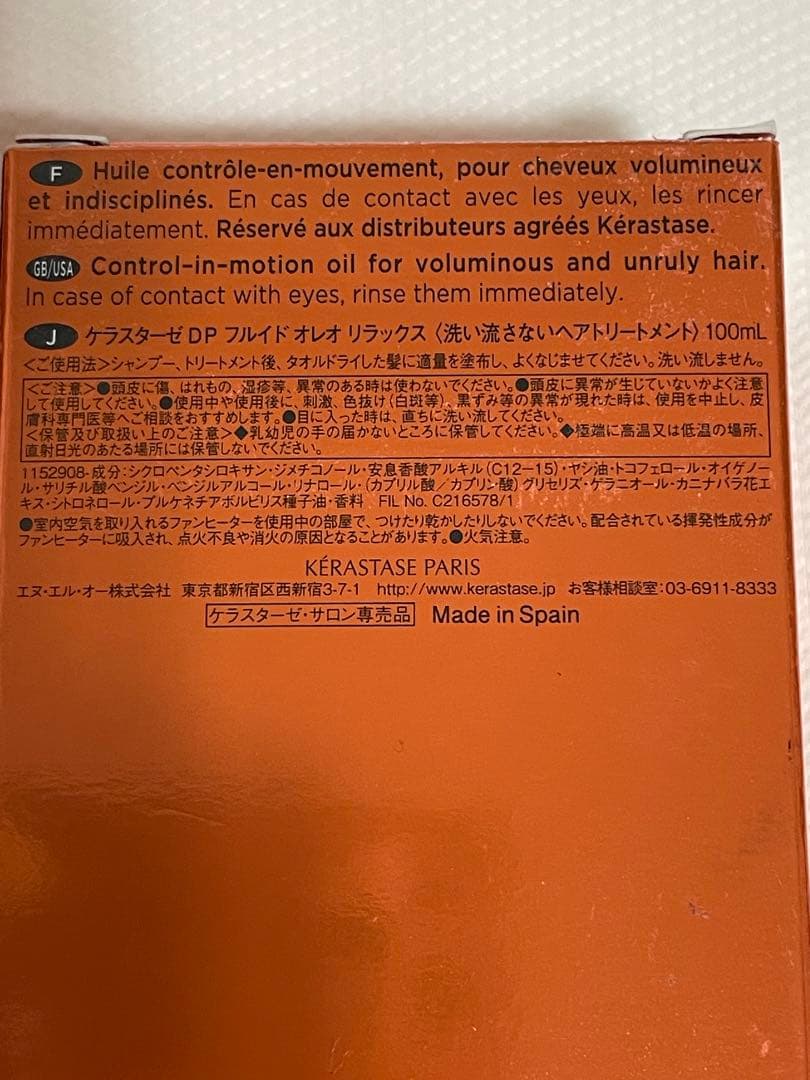 F Huile contrôle-en-mouvement, pour cheveux volumineux
et indisciplinés. En cas de contact avec les yeux, les rincer
immédiatement. Réservé aux distributeurs agréés Kérastase.
GB/USA Control-in-motion oil for voluminous and unruly hair.
In case of contact with eyes, rinse them immediately.
J ケラスターゼ DP フルイド オレオ リラックス〈洗い流さないヘアトリートメント〉100mL
<ご使用法>シャンプー、トリートメント後、タオルドライした髪に適量を塗布し、よくなじませてください。洗い流しません。
<ご注意>●頭皮に傷、はれもの、湿疹等、異常のある時は使わないでください。●頭皮に異常が生じていないかよく注意
して使用してください。●使用中や使用後に、刺激、色抜け(白斑等)、黒ずみ等の異常が現れた時は、使用を中止し、皮
膚科専門医等へご相談をおすすめします。●目に入った時は、直ちに洗い流してください。
<保管及び取扱い上のご注意>◆乳幼児の手の届かないところに保管してください。◆極端に高温又は低温の場所、
直射日光のあたる場所には保管しないでください。
1152908-成分:シクロペンタシロキサン・ジメチコノール・安息香酸アルキル(C12-15)・ヤシ油・トコフェロール・オイゲノー
ル・サリチル酸ベンジル・ベンジルアルコール・リナロール・(カプリル酸/カプリン酸)グリセリズ・ゲラニオール・カニナバラ花エ
キス・シトロネロール・プルケネチアボルビリス種子油・香料 FIL No. C216578/1
●室内空気を取り入れるファンヒーターを使用中の部屋で、つけたり乾かしたりしないでください。配合されている揮発性成分が
ファンヒーターに吸入され、点火不良や消火の原因となることがあります。●火気注意。
KÉRASTASE PARIS
エヌ・エル・オー株式会社 東京都新宿区西新宿3-7-1 http://www.kerastase.jp お客様相談室:03-6911-8333
ケラスターゼ・サロン専売品 Made in Spain